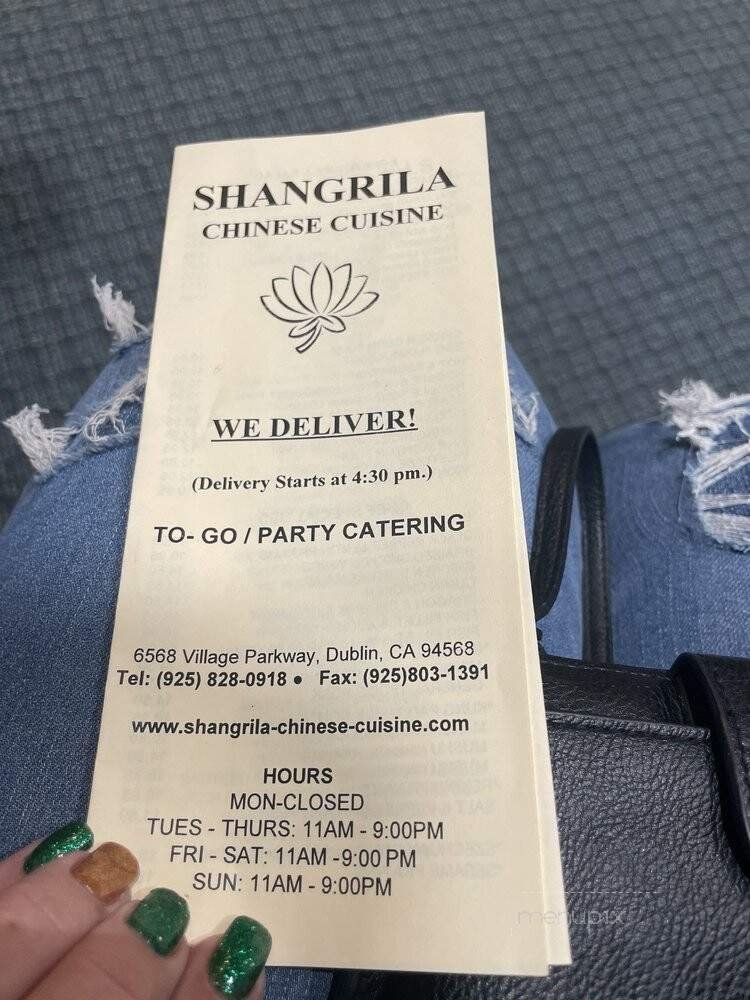 SHANGRILA
CHINESE CUISINE
WE DELIVER!
(Delivery Starts at 4:30 pm.)
TO- GO / PARTY CATERING
6568 Village Parkway, Dublin, CA 94568
Tel: (925) 828-0918 ● Fax: (925)803-1391
www.shangrila-chinese-cuisine.com
HOURS
MON-CLOSED
TUES - THURS: 11AM - 9:00PM
FRI - SAT: 11AM -9:00 PM
SUN: 11AM - 9:00PM
menupix